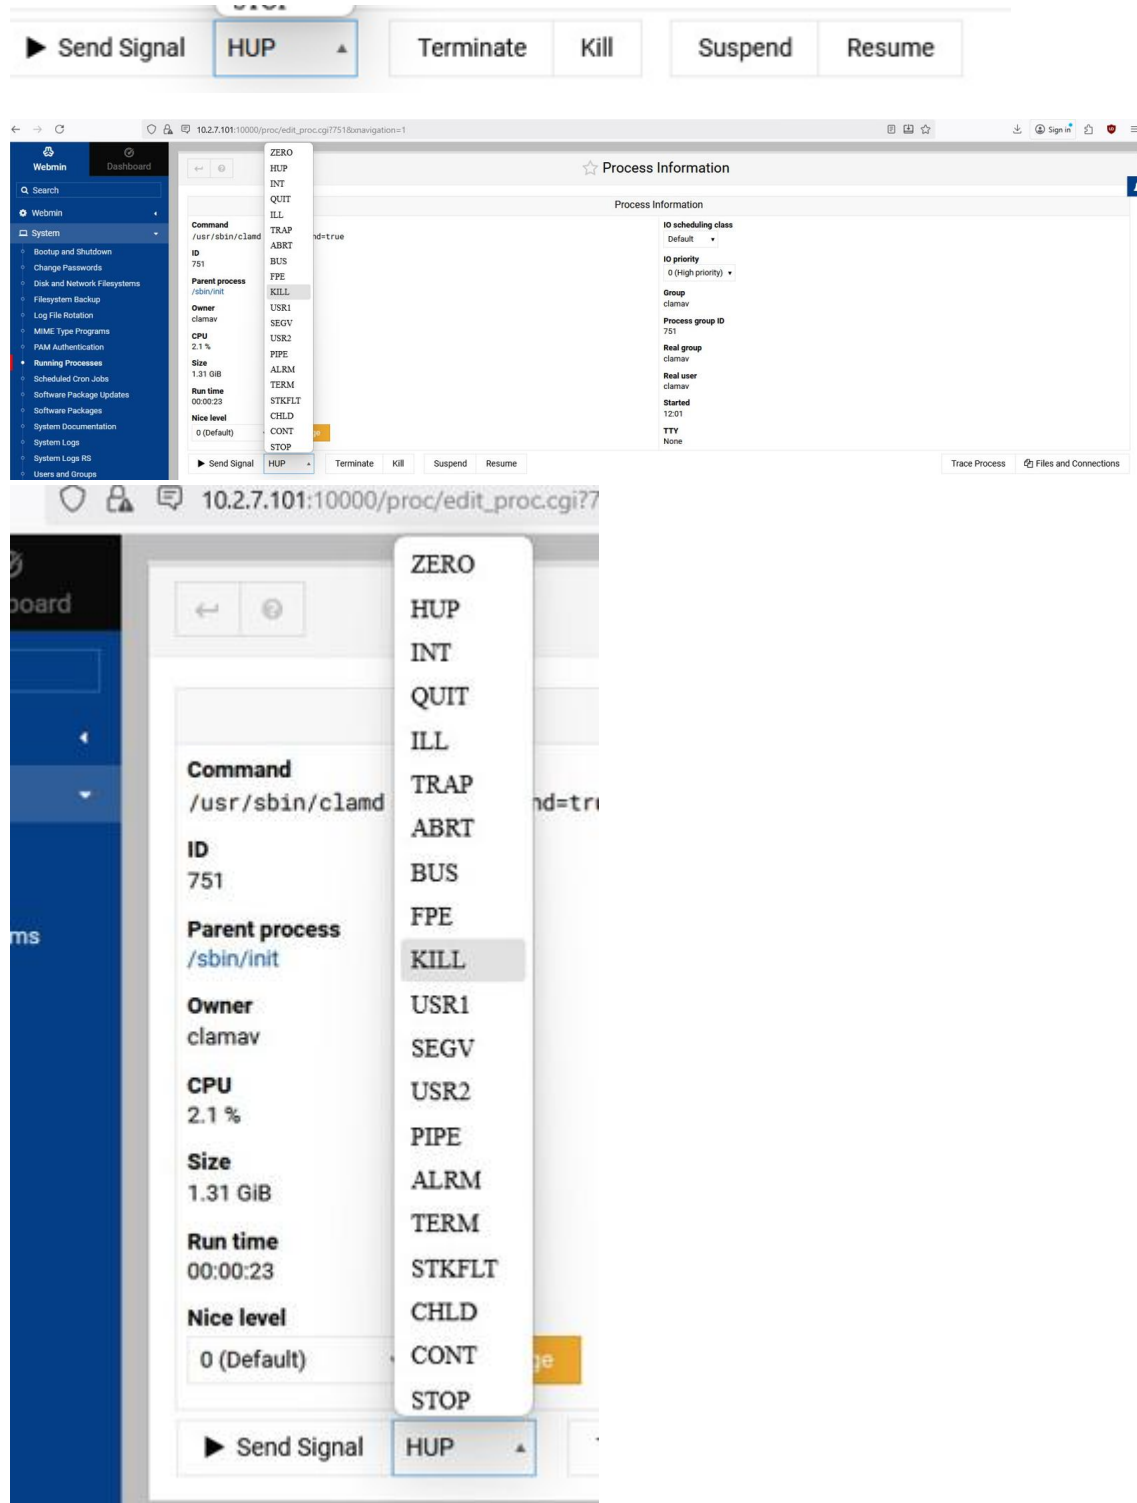 STOP
Send Signal HUP Terminate Kill Suspend Resume
10.2.7.101:10000/proc/edit_proc.cgi?7518xnavigation=1
Sign in
Webmin
Dashboard
Search
Webmin
System
Bootup and Shutdown
Change Passwords
Disk and Network Filesystems
Filesystem Backup
Log File Rotation
MIME Type Programs
PAM Authentication
Running Processes
Scheduled Cron Jobs
Software Package Updates
Software Packages
System Documentation
System Logs
System Logs RS
Users and Groups
Process Information
Process Information
Command
/usr/sbin/clamd nd=true
ID
751
Parent process
/sbin/init
Owner
clamav
CPU
2.1 %
Size
1.31 GiB
Run time
00:00:23
Nice level
0 (Default)
ZERO
HUP
INT
QUIT
ILL
TRAP
ABRT
BUS
FPE
KILL
USR1
SEGV
USR2
PIPE
ALRM
TERM
STKFLT
CHLD
CONT
STOP
IO scheduling class
Default
IO priority
0 (High priority)
Group
clamav
Process group ID
751
Real group
clamav
Real user
clamav
Started
12:01
TTY
None
Send Signal HUP Terminate Kill Suspend Resume Trace Process Files and Connections
10.2.7.101:10000/proc/edit_proc.cgi?7
board
ms
Command
/usr/sbin/clamd nd=tru
ID
751
Parent process
/sbin/init
Owner
clamav
CPU
2.1 %
Size
1.31 GiB
Run time
00:00:23
Nice level
0 (Default) ge
ZERO
HUP
INT
QUIT
ILL
TRAP
ABRT
BUS
FPE
KILL
USR1
SEGV
USR2
PIPE
ALRM
TERM
STKFLT
CHLD
CONT
STOP
Send Signal HUP